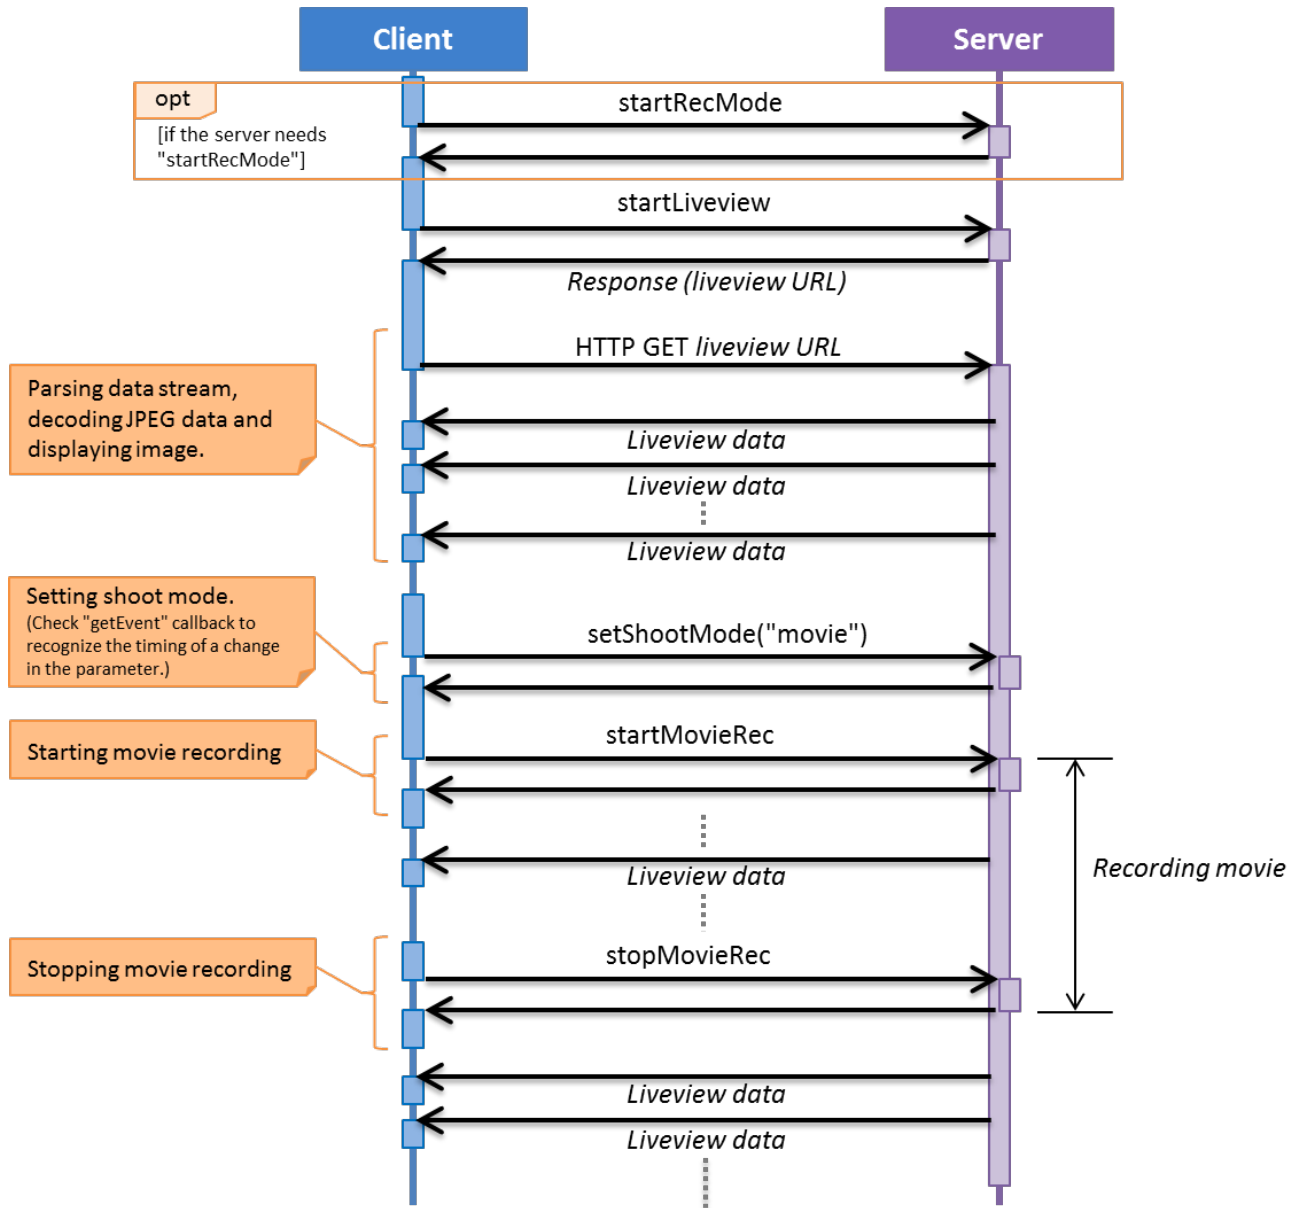 Client
Server
opt
[if the server needs
"startRecMode"]
startRecMode
startLiveview
Response (liveview URL)
HTTP GET liveview URL
Parsing data stream,
decoding JPEG data and
displaying image.
Liveview data
Liveview data
Liveview data
Setting shoot mode.
(Check "getEvent" callback to
recognize the timing of a change
in the parameter.)
setShootMode("movie")
Starting movie recording
startMovieRec
Liveview data
Recording movie
Stopping movie recording
stopMovieRec
Liveview data
Liveview data